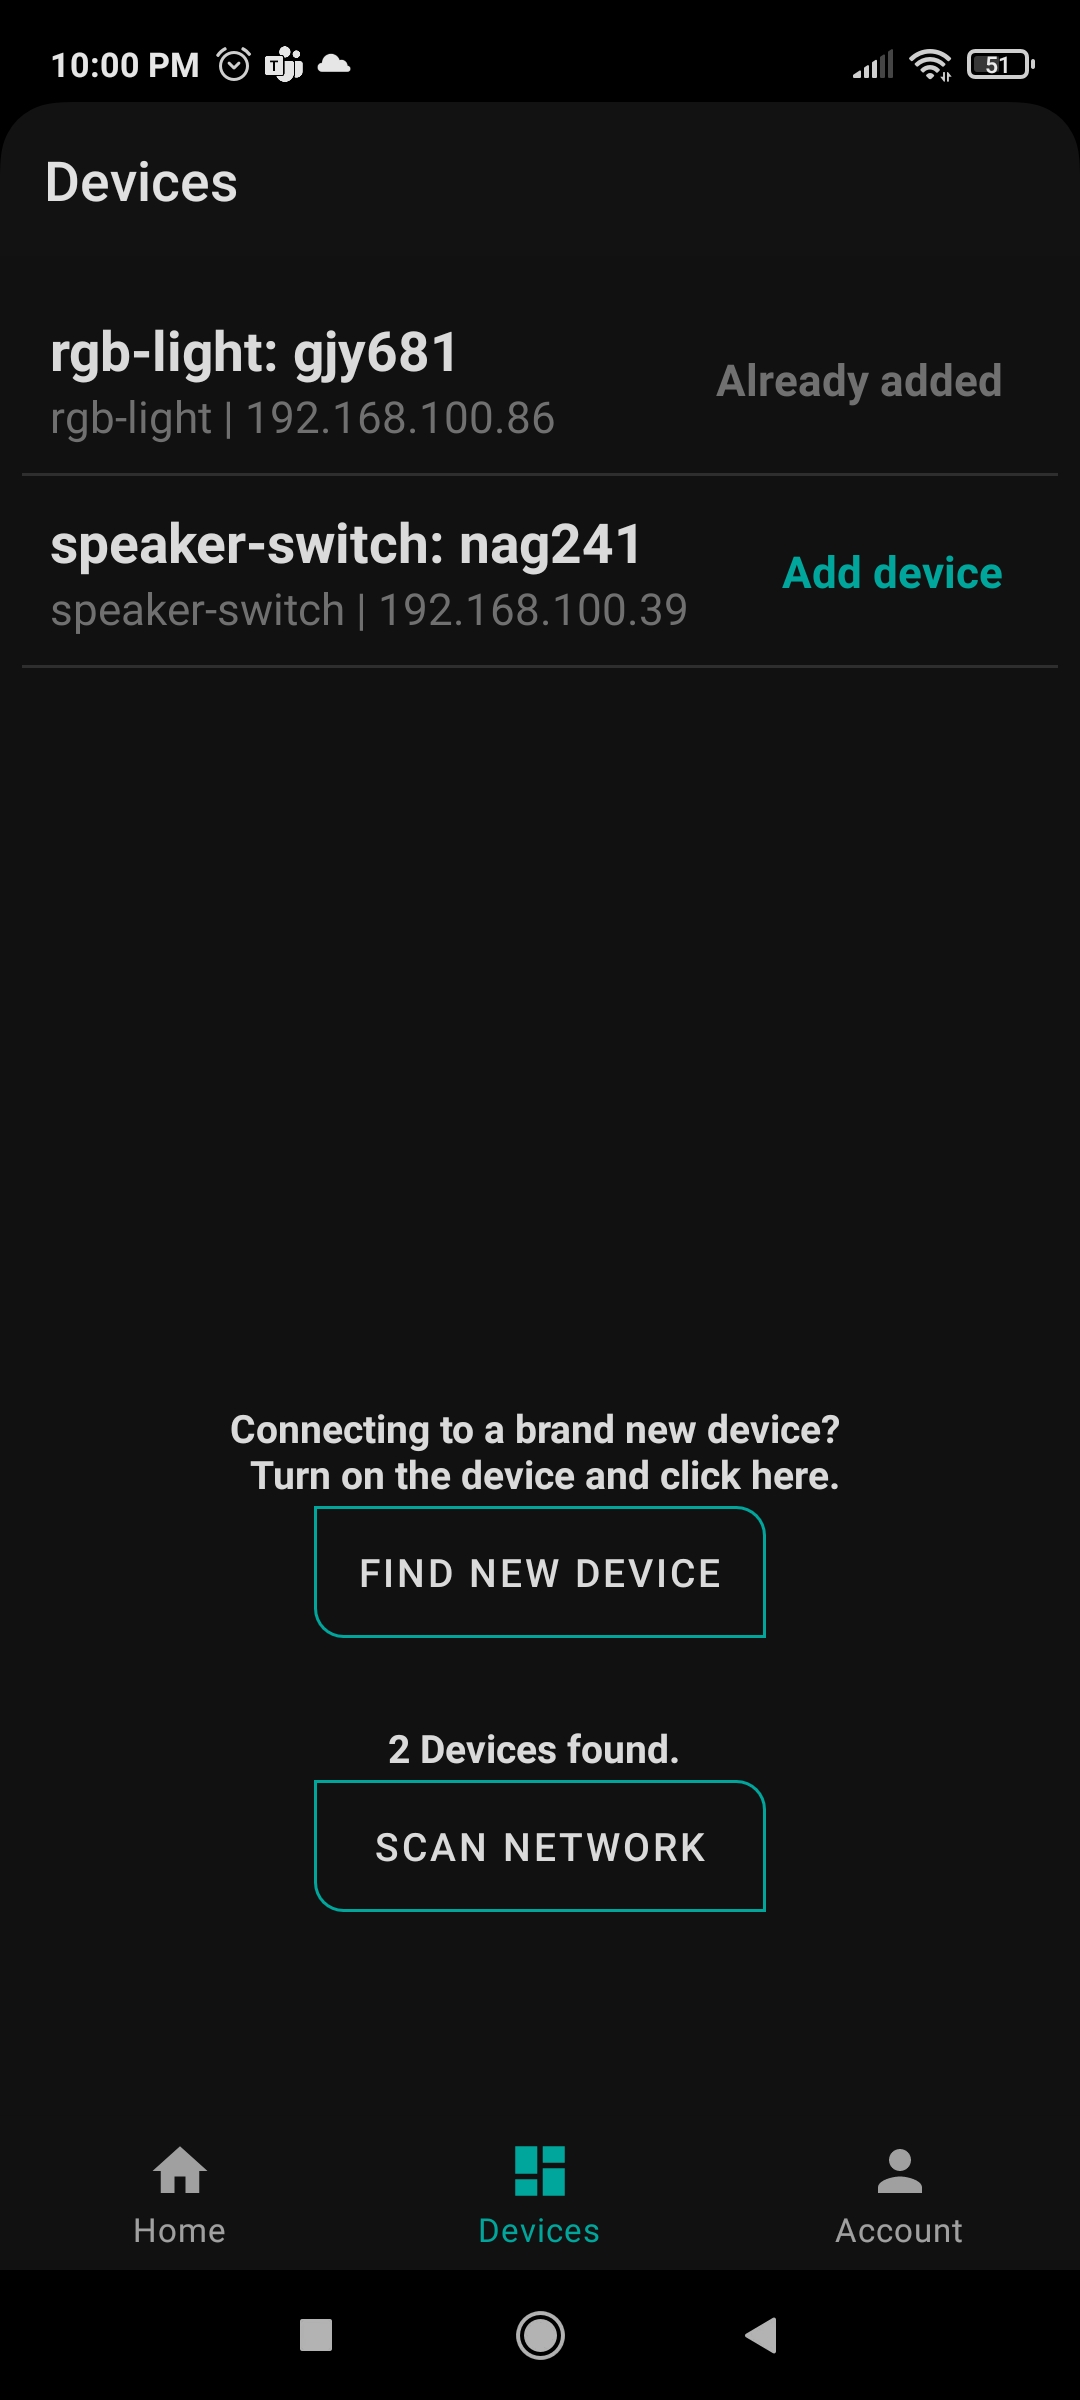 10:00 PM
51
Devices
rgb-light: gjy681
rgb-light | 192.168.100.86
Already added
speaker-switch: nag241
speaker-switch | 192.168.100.39
Add device
Connecting to a brand new device?
Turn on the device and click here.
FIND NEW DEVICE
2 Devices found.
SCAN NETWORK
Home
Devices
Account